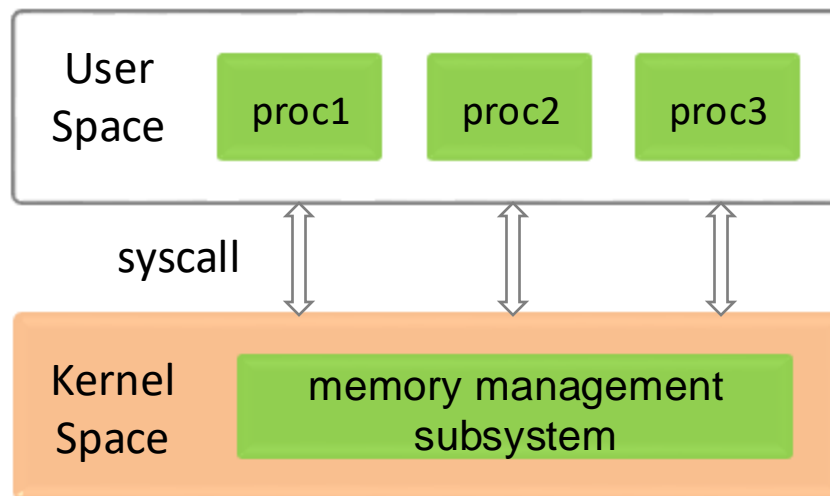 User
Space
proc1
proc2
proc3
syscall
Kernel
Space
memory management
subsystem